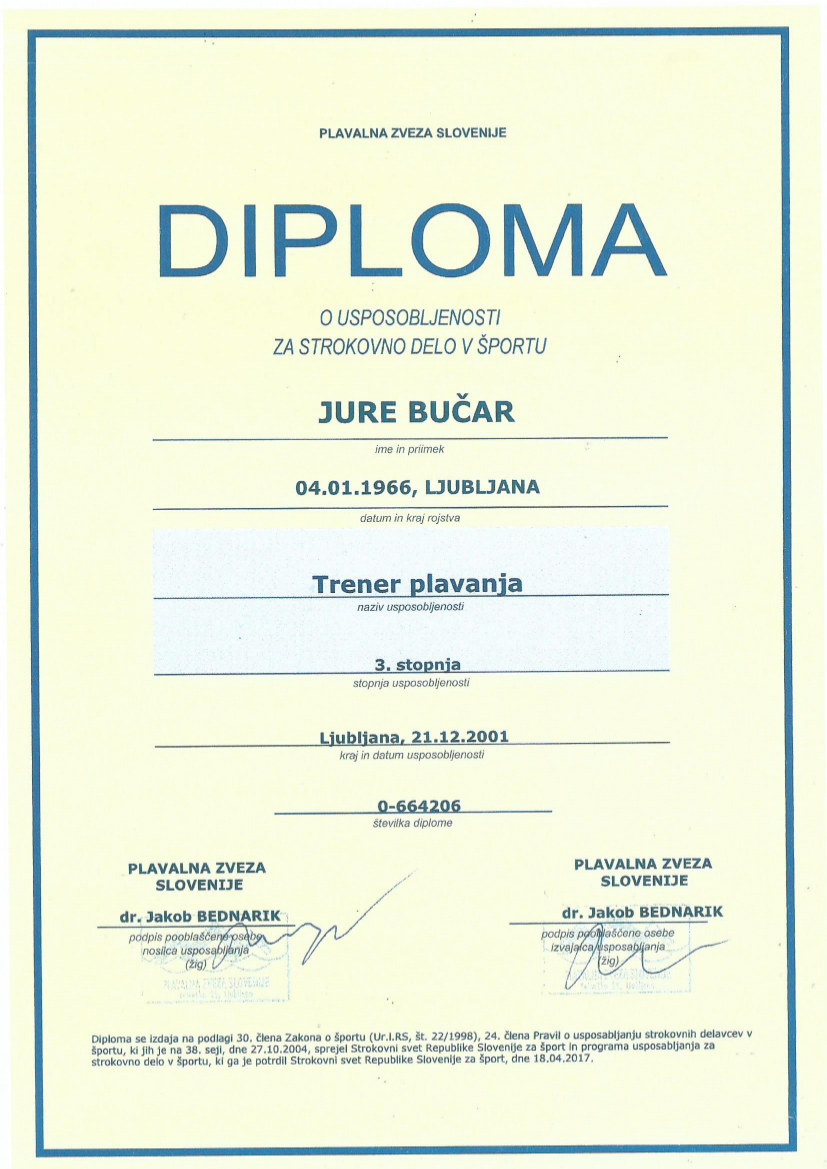 PLAVALNA ZVEZA SLOVENIJE
DIPLOMA
O USPOSOBLJENOSTI
ZA STROKOVNO DELO V ŠPORTU
JURE BUČAR
ime in priimek
04.01.1966, LJUBLJANA
datum in kraj rojstva
Trener plavanja
naziv usposobljenosti
3. stopnja
stopnja usposobljenosti
Ljubljana, 21.12.2001
kraj in datum usposobljenosti
0-664206
številka diplome
PLAVALNA ZVEZA
SLOVENIJE
dr. Jakob BEDNARIK
podpis pooblaščene osebe
nosilca usposabljanja
(žig)
PLAVALNA ZVEZA SLOVENIJE
PLAVALNA ZVEZA
SLOVENIJE
dr. Jakob BEDNARIK
podpis pooblaščene osebe
izvajalca usposabljanja
(žig)
Diploma se izdaja na podlagi 30. člena Zakona o športu (Ur.l.RS, št. 22/1998), 24. člena Pravil o usposabljanju strokovnih delavcev v
športu, ki jih je na 38. seji, dne 27.10.2004, sprejel Strokovni svet Republike Slovenije za šport in programa usposabljanja za
strokovno delo v športu, ki ga je potrdil Strokovni svet Republike Slovenije za šport, dne 18.04.2017.